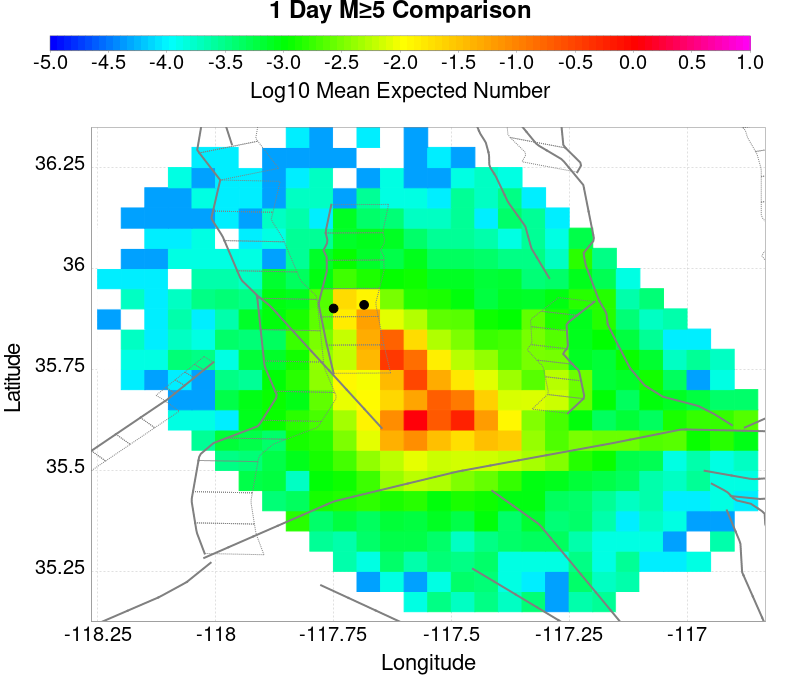 1 Day M≥5 Comparison
-5.0 -4.5 -4.0 -3.5 -3.0 -2.5 -2.0 -1.5 -1.0 -0.5 0.0 0.5 1.0
Log10 Mean Expected Number
36.25
36
35.75
35.5
35.25
Latitude
-118.25 -118 -117.75 -117.5 -117.25 -117
Longitude